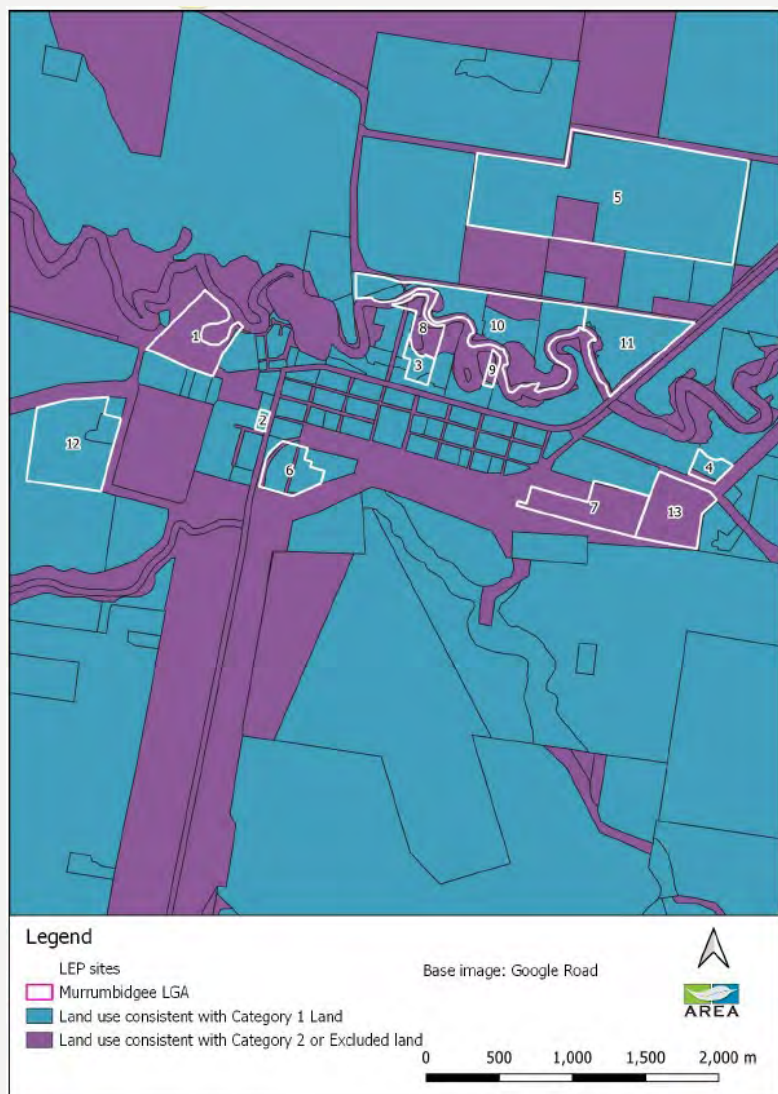 5
10
8
11
1
3
9
2
12
6
4
7
13
Legend
LEP sites
Murrumbidgee LGA
Land use consistent with Category 1 Land
Land use consistent with Category 2 or Excluded land
Base image: Google Road
AREA
0 500 1,000 1,500 2,000 m